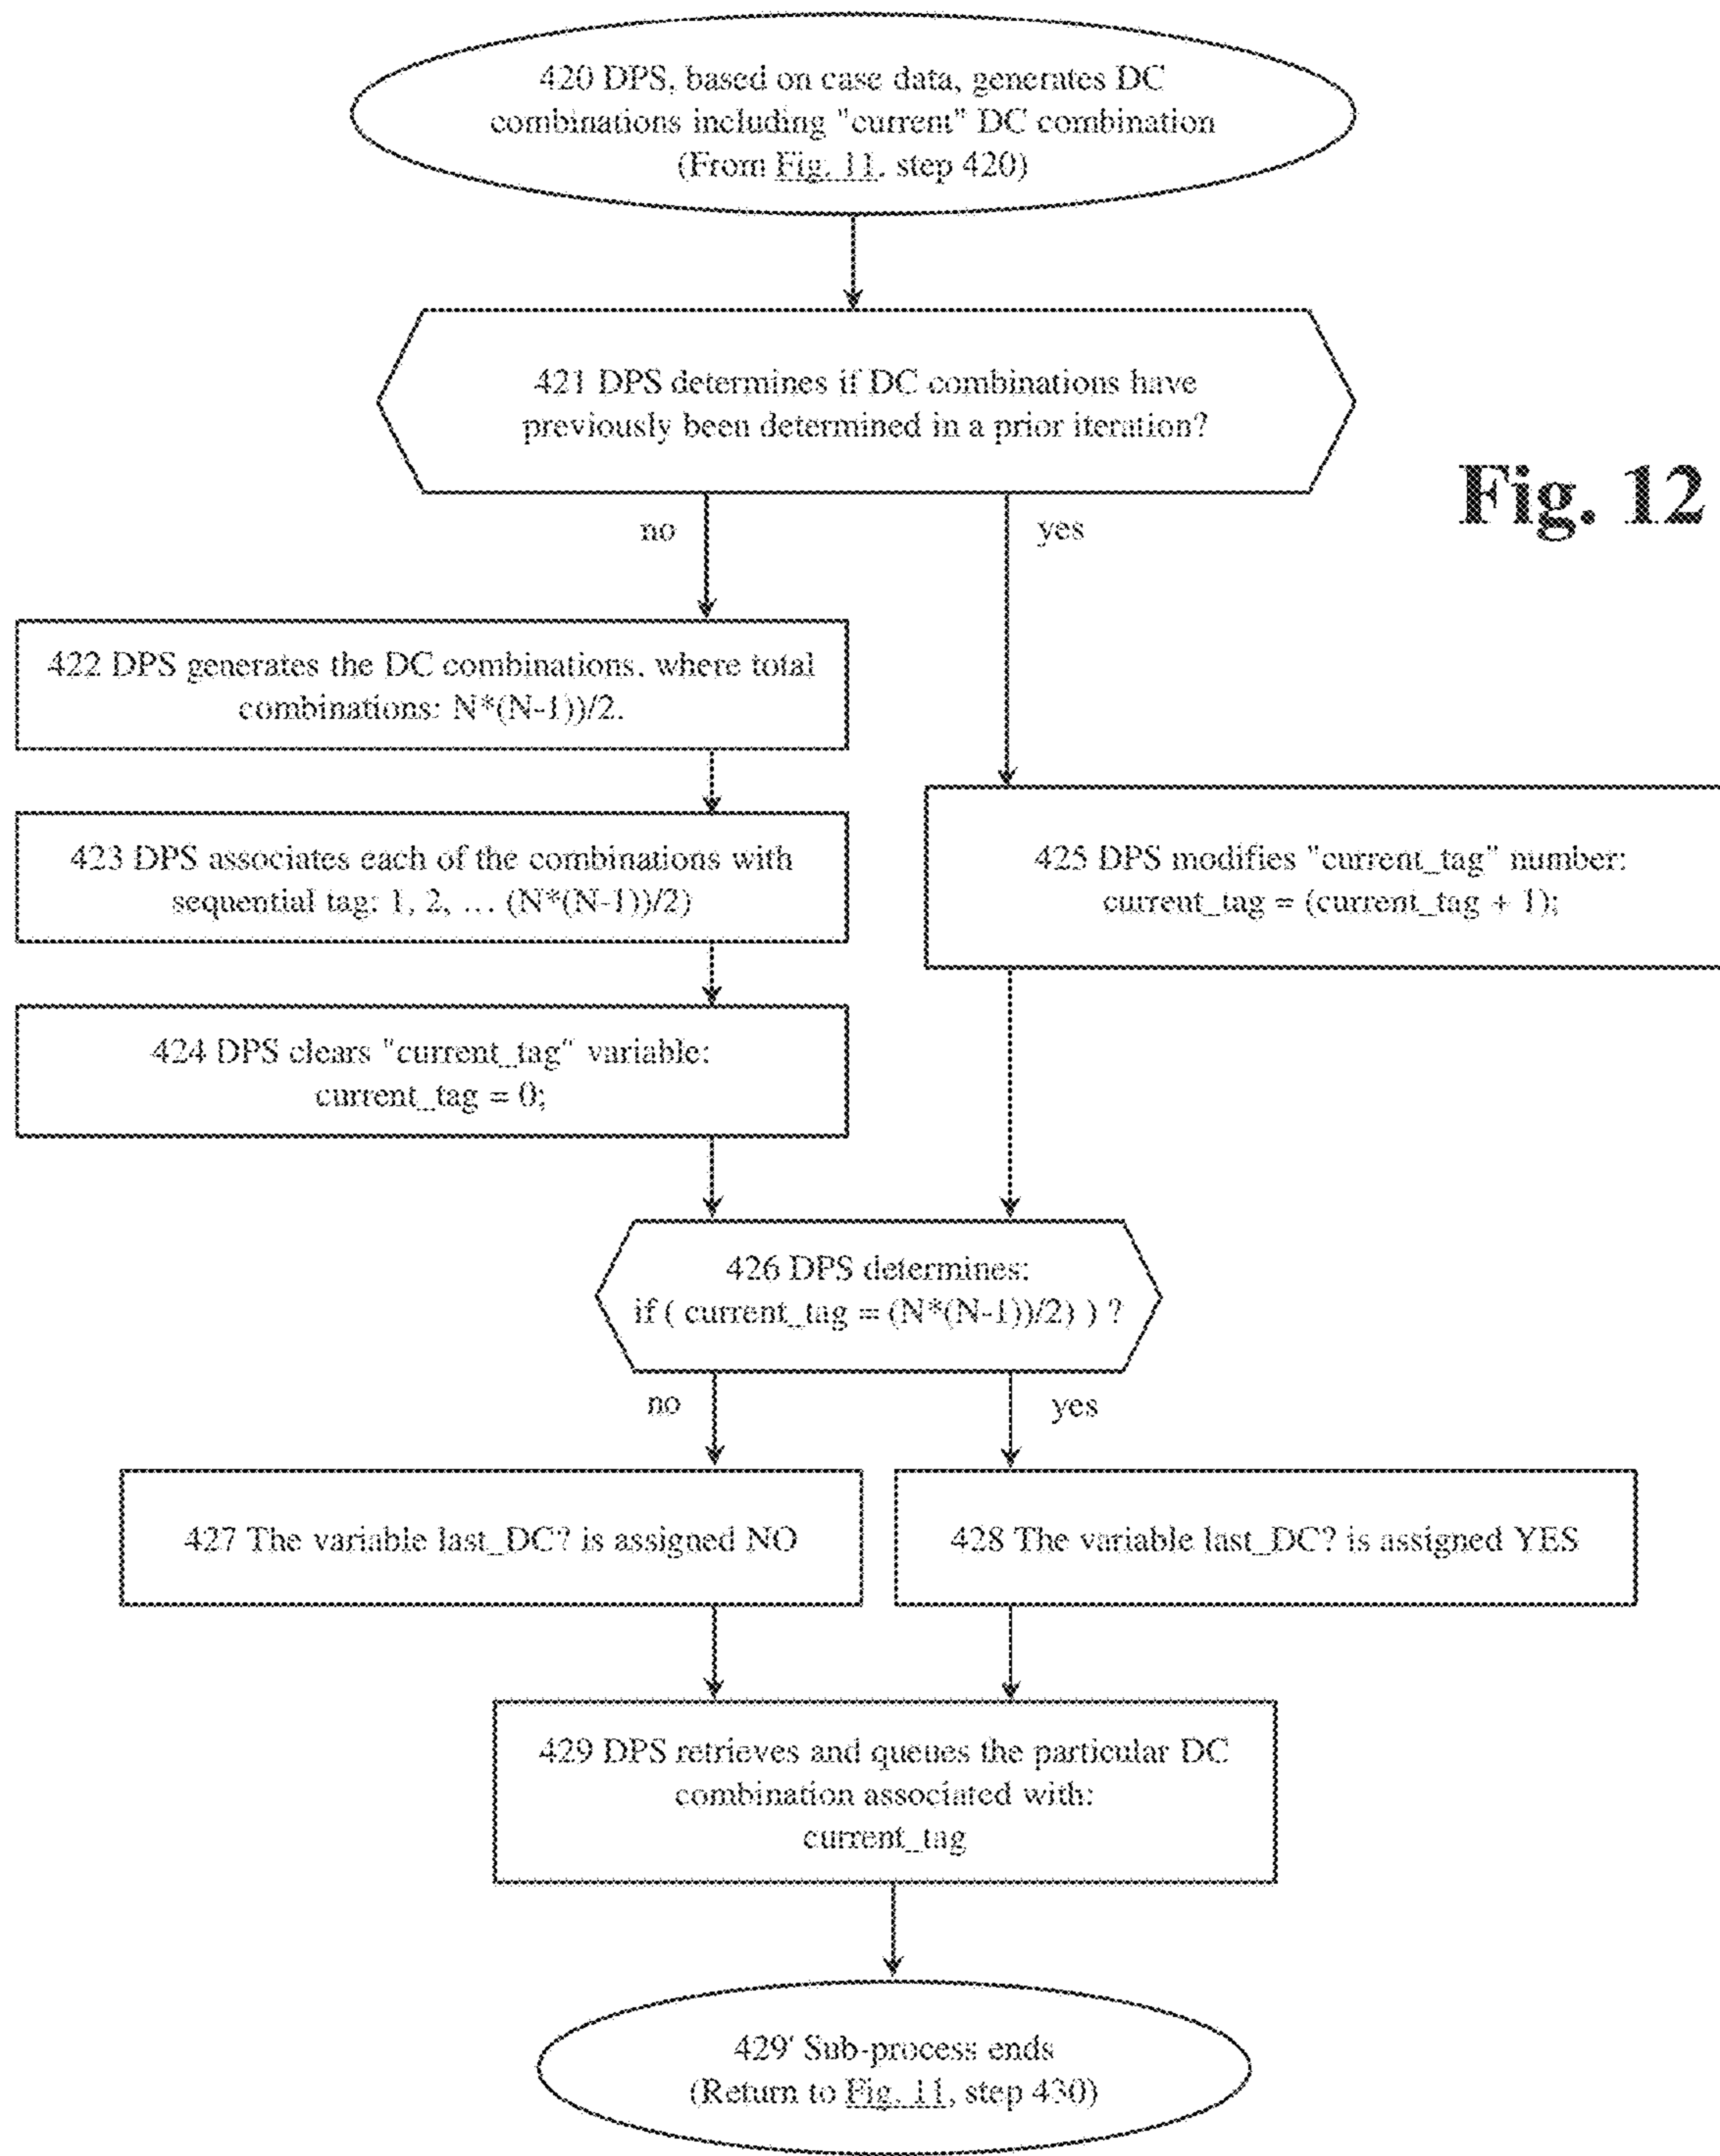 420 DPS, based on case data, generates DC
combinations including "current" DC combination
(From Fig. 11, step 420)
421 DPS determines if DC combinations have
previously been determined in a prior iteration?
Fig. 12
no
yes
422 DPS generates the DC combinations, where total
combinations: N*(N-1))/2.
423 DPS associates each of the combinations with
sequential tag: 1, 2, … (N*(N-1))/2)
425 DPS modifies "current_tag" number:
current_tag = (current_tag + 1);
424 DPS clears "current_tag" variable:
current_tag = 0;
426 DPS determines:
if ( current_tag = (N*(N-1))/2) ) ?
no
yes
427 The variable last_DC? is assigned NO
428 The variable last_DC? is assigned YES
429 DPS retrieves and queues the particular DC
combination associated with:
current_tag
429' Sub-process ends
(Return to Fig. 11, step 430)